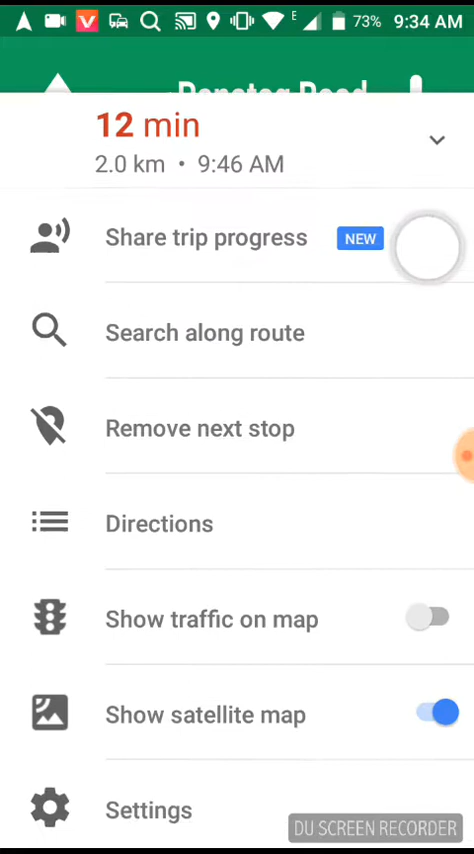 E 73% 9:34 AM
Road
12 min
2.0 km • 9:46 AM
Share trip progress NEW
Search along route
Remove next stop
Directions
Show traffic on map
Show satellite map
Settings
DU SCREEN RECORDER